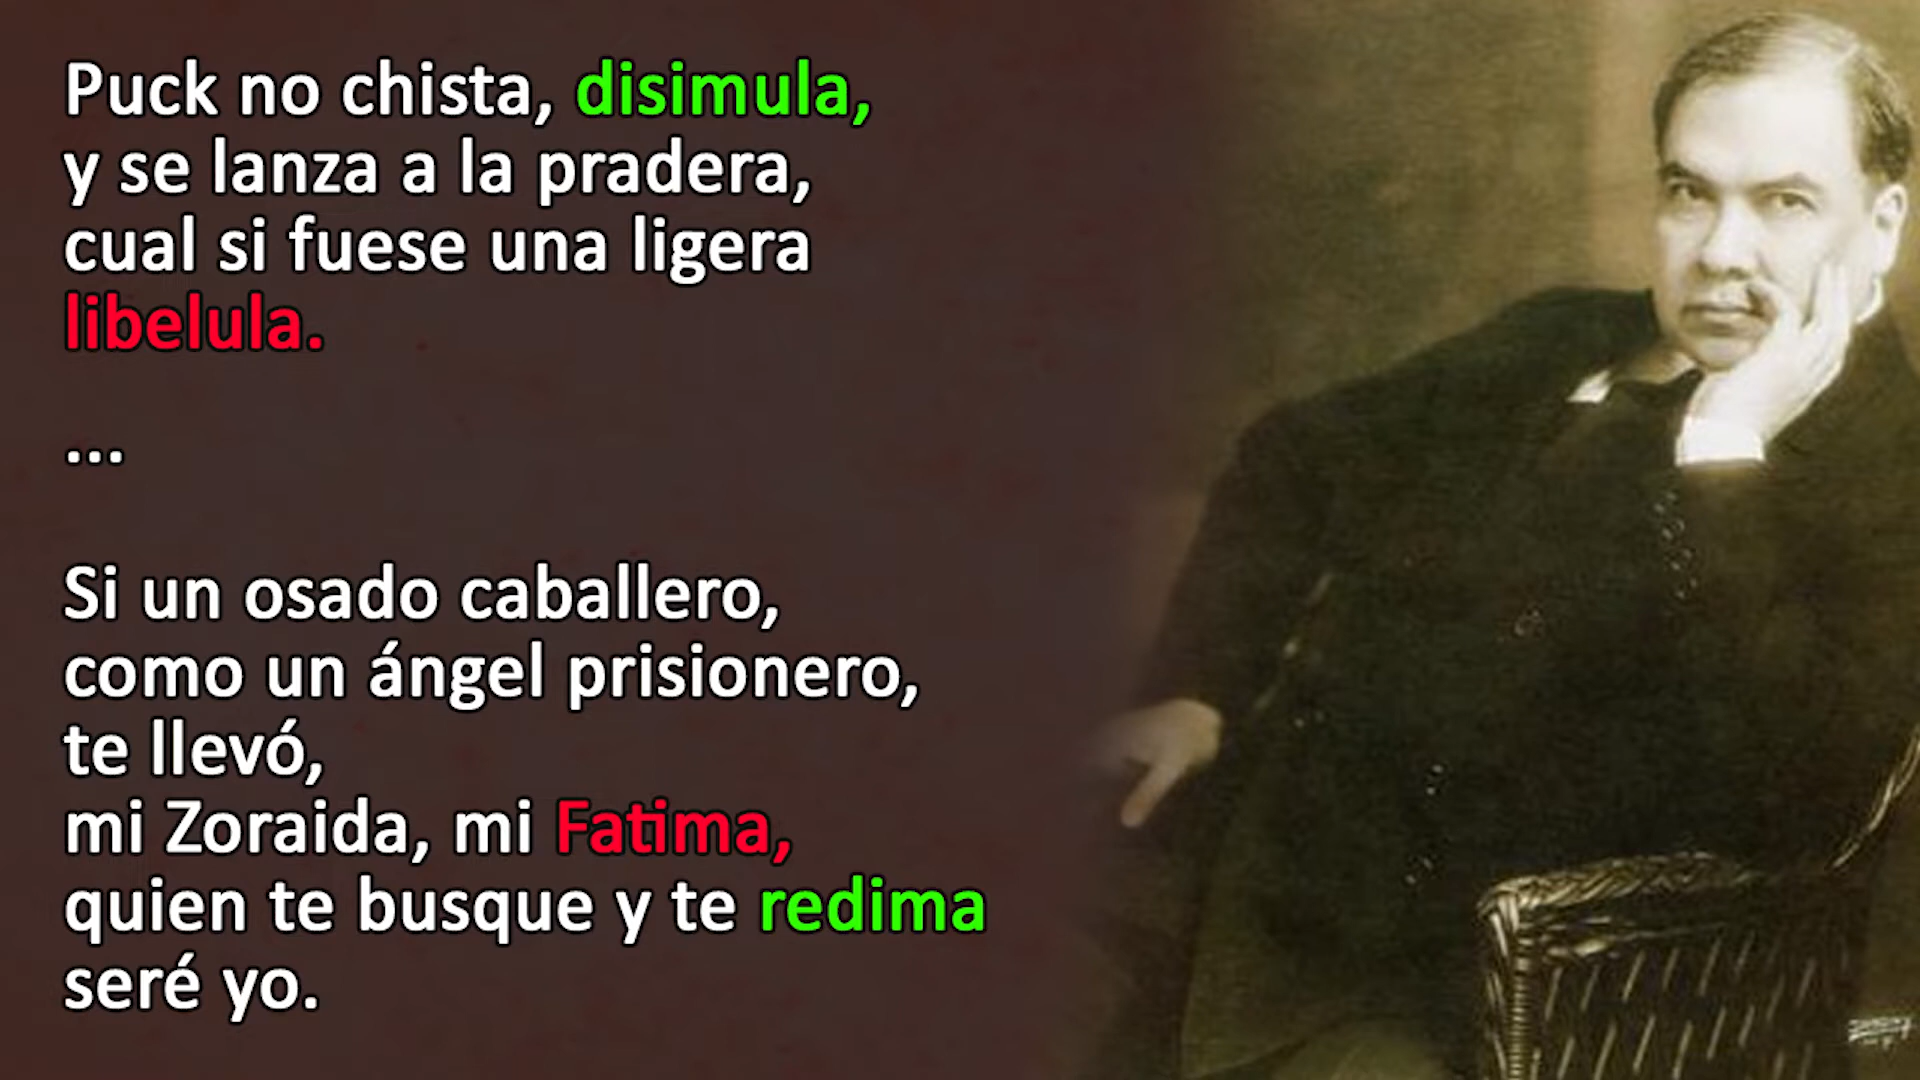 Puck no chista, disimula,
y se lanza a la pradera,
cual si fuese una ligera
libelula.
...
Si un osado caballero,
como un ángel prisionero,
te llevó,
mi Zoraida, mi Fatima,
quien te busque y te redima
seré yo.